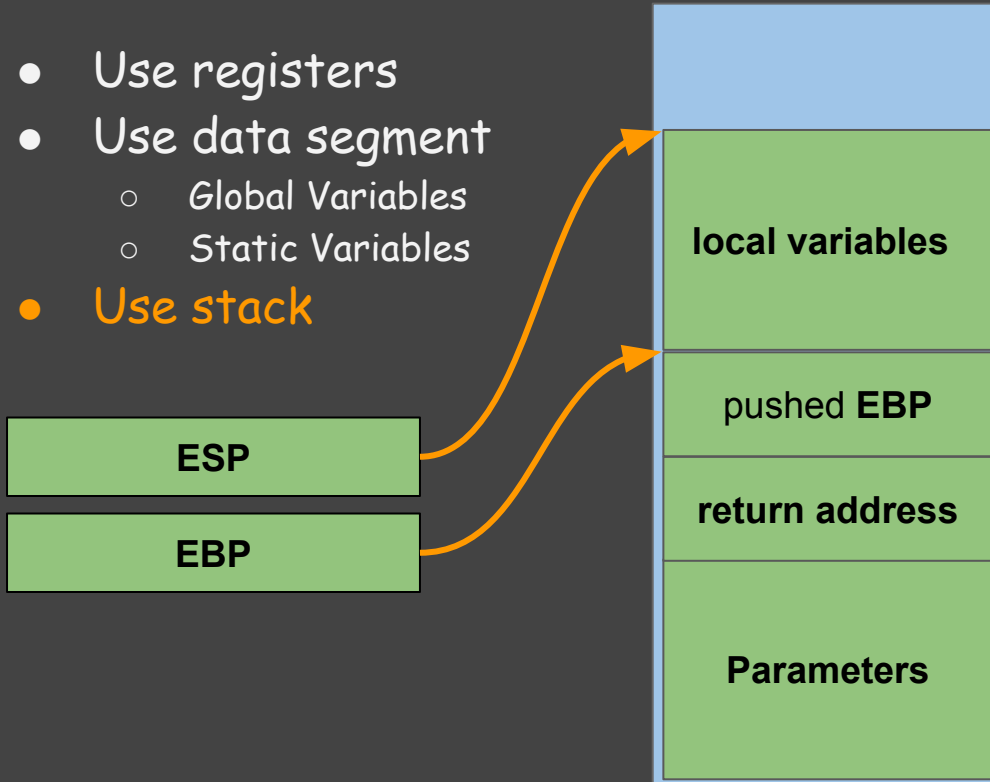 ● Use registers
● Use data segment
○ Global Variables
○ Static Variables
● Use stack
ESP
EBP
local variables
pushed EBP
return address
Parameters